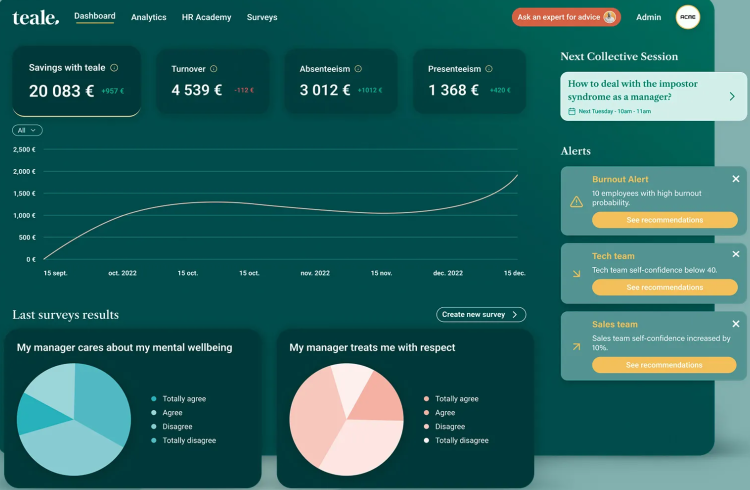 teale.
Dashboard
Analytics
HR Academy
Surveys
Ask an expert for advice
Admin
ACME
Savings with teale
20 083 € +957 €
Turnover
4 539 € -112 €
Absenteeism
3 012 € +1012 €
Presenteeism
1 368 € +420 €
All
2,500 €
2,000 €
1,500 €
1,000 €
500 €
0 €
15 sept.
oct. 2022
15 oct.
15 oct.
nov. 2022
15 nov.
dec. 2022
15 dec.
Next Collective Session
How to deal with the impostor
syndrome as a manager?
Next Tuesday - 10am - 11am
Alerts
Burnout Alert
10 employees with high burnout
probability.
See recommendations
Tech team
Tech team self-confidence below 40.
See recommendations
Sales team
Sales team self-confidence increased by
10%.
See recommendations
Last surveys results
Create new survey
My manager cares about my mental wellbeing
Totally agree
Agree
Disagree
Totally disagree
My manager treats me with respect
Totally agree
Agree
Disagree
Totally disagree